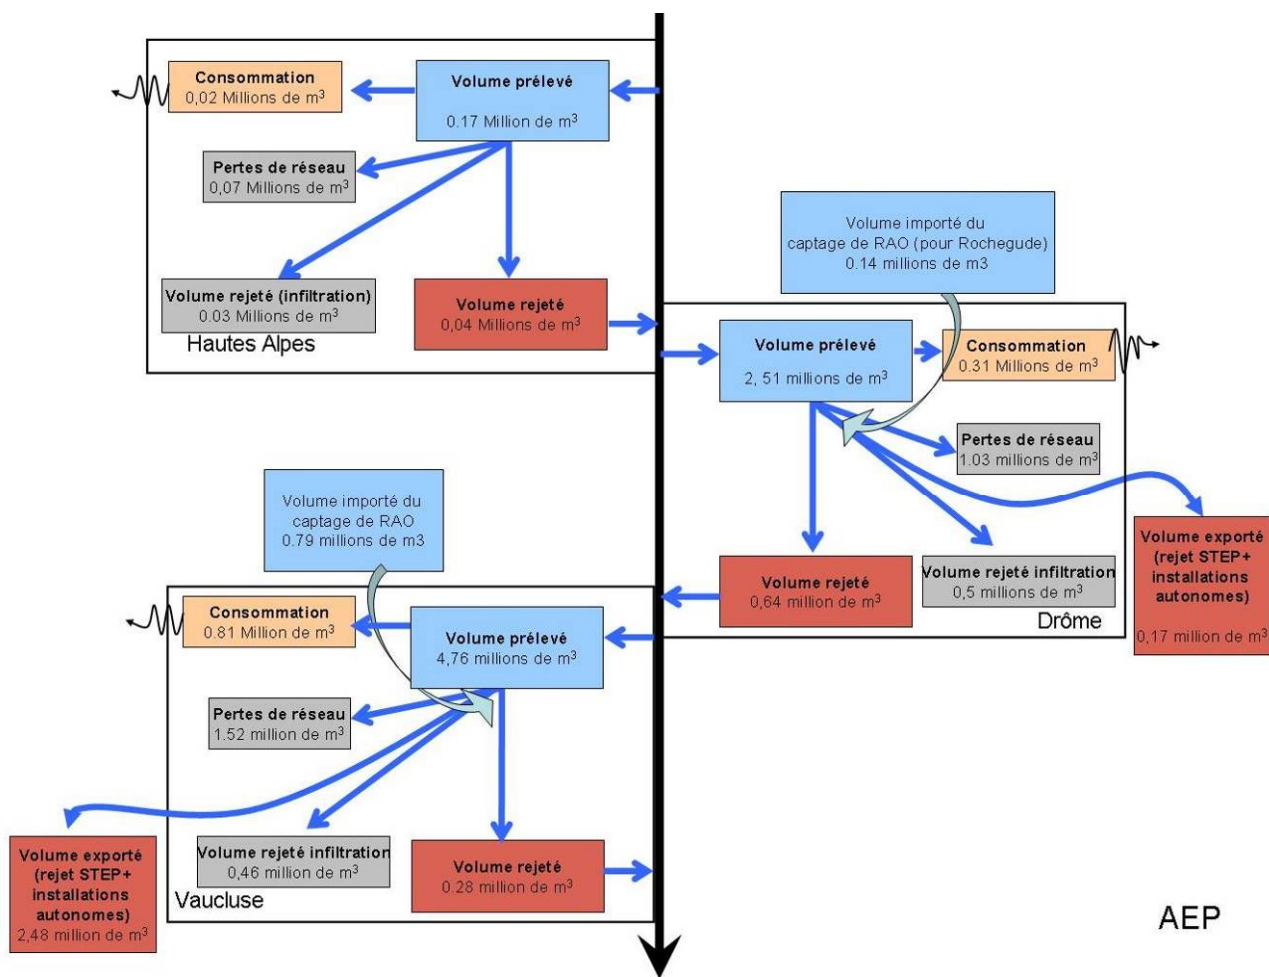 Consommation
0,02 Millions de m³
Volume prélevé
0.17 Million de m³
Pertes de réseau
0,07 Millions de m³
Volume rejeté (infiltration)
0.03 Millions de m³
Volume rejeté
0,04 Millions de m³
Hautes Alpes
Volume importé du
captage de RAO (pour Rochegude)
0.14 millions de m3
Volume prélevé
2, 51 millions de m³
Consommation
0.31 Millions de m³
Pertes de réseau
1.03 millions de m³
Volume rejeté
0,64 million de m³
Volume rejeté infiltration
0,5 millions de m³
Drôme
Volume exporté
(rejet STEP+
installations
autonomes)
0,17 million de m³
Volume importé du
captage de RAO
0.79 millions de m3
Consommation
0.81 Million de m³
Volume prélevé
4,76 millions de m³
Pertes de réseau
1.52 million de m³
Volume rejeté infiltration
0,46 million de m³
Volume rejeté
0.28 million de m³
Vaucluse
Volume exporté
(rejet STEP+
installations
autonomes)
2,48 million de m³
AEP